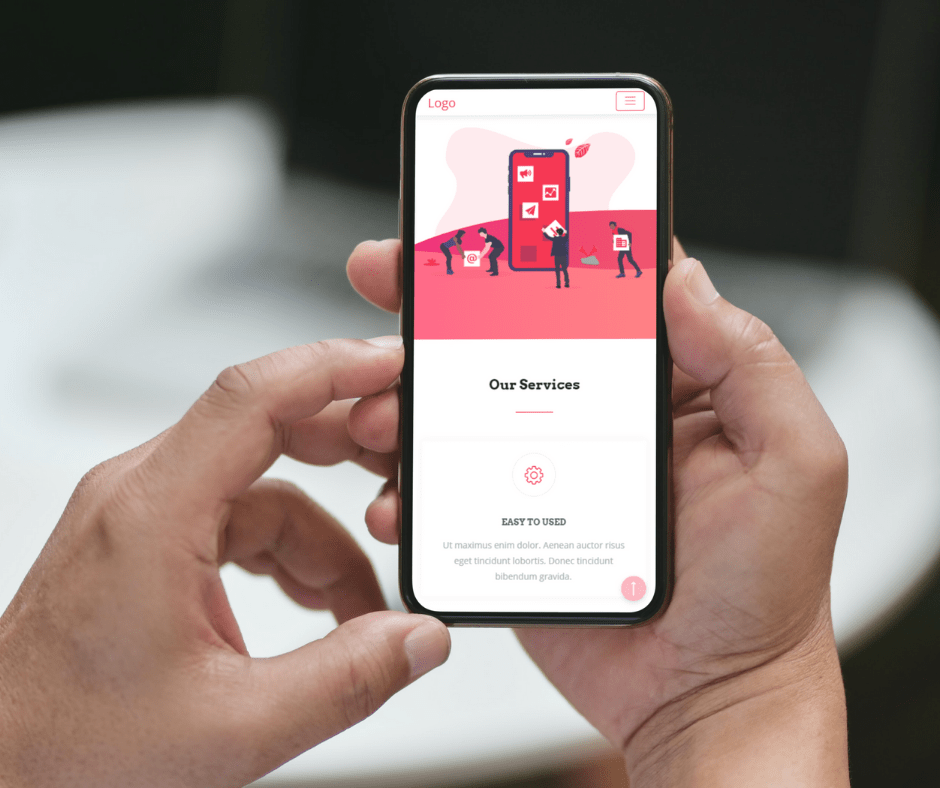 Logo
@
Our Services
EASY TO USED
Ut maximus enim dolor. Aenean auctor risus
eget tincidunt lobortis. Donec tincidunt
bibendum gravida.